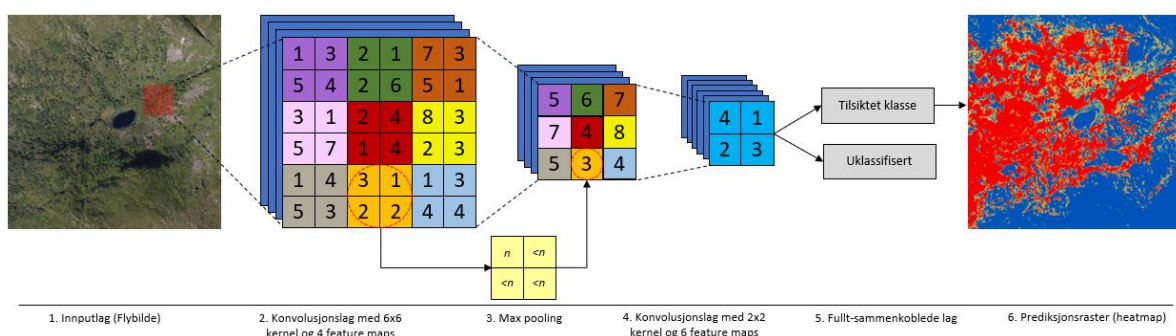 1 3 2 1 7 3
5 4 2 6 5 1
3 1 2 4 8 3
5 7 1 4 2 3
1 4 3 1 1 3
5 3 2 2 4 4
5 6 7
7 4 8
5 3 4
4 1
2 3
Tilsiktet klasse
Uklassifisert
n <n
<n <n
1. Innputlag (Flybilde)
2. Konvolusjonslag med 6x6
kernel og 4 feature maps
3. Max pooling
4. Konvolusjonslag med 2x2
kernel og 6 feature maps
5. Fullt-sammenkoblede lag
6. Prediksjonsraster (heatmap)